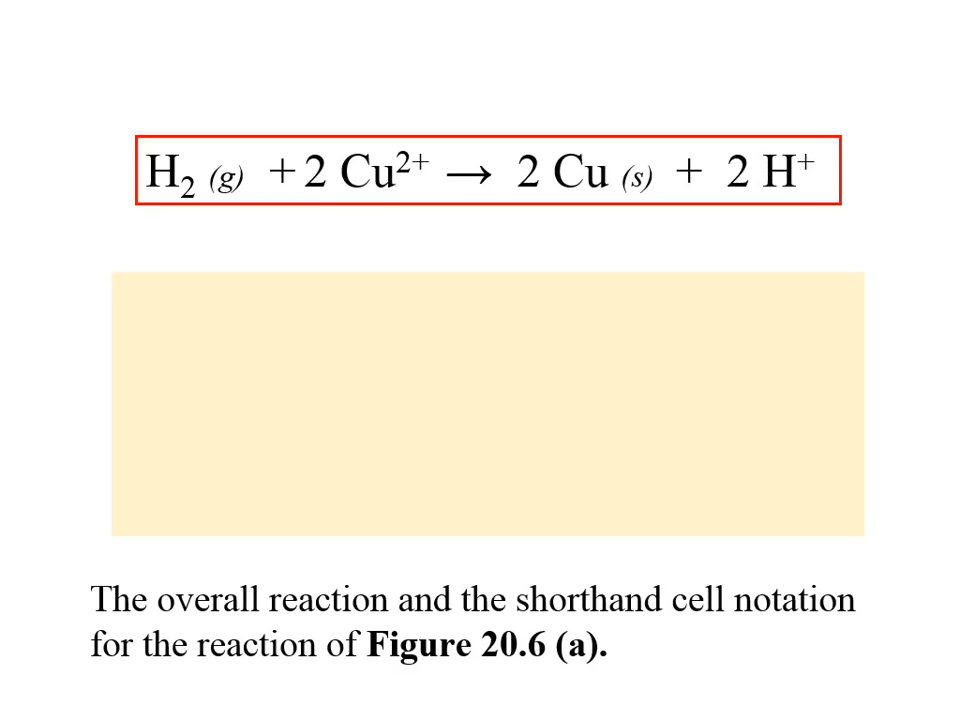 H₂ (g) + 2 Cu²⁺ → 2 Cu (s) + 2 H⁺
The overall reaction and the shorthand cell notation
for the reaction of Figure 20.6 (a).